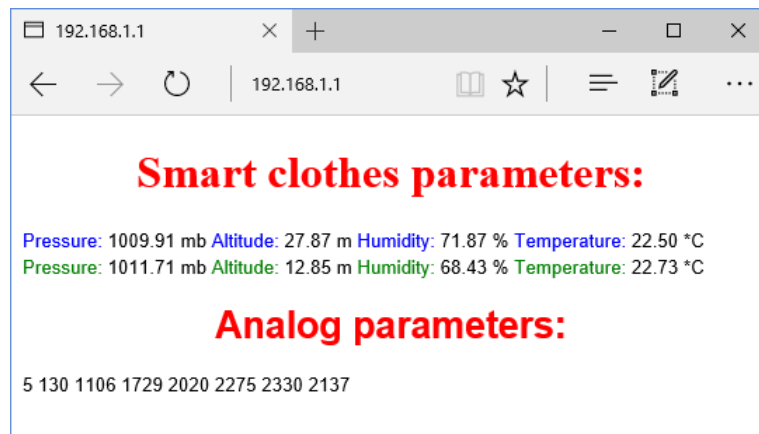 192.168.1.1
192.168.1.1
Smart clothes parameters:
Pressure: 1009.91 mb Altitude: 27.87 m Humidity: 71.87 % Temperature: 22.50 *C
Pressure: 1011.71 mb Altitude: 12.85 m Humidity: 68.43 % Temperature: 22.73 *C
Analog parameters:
5 130 1106 1729 2020 2275 2330 2137